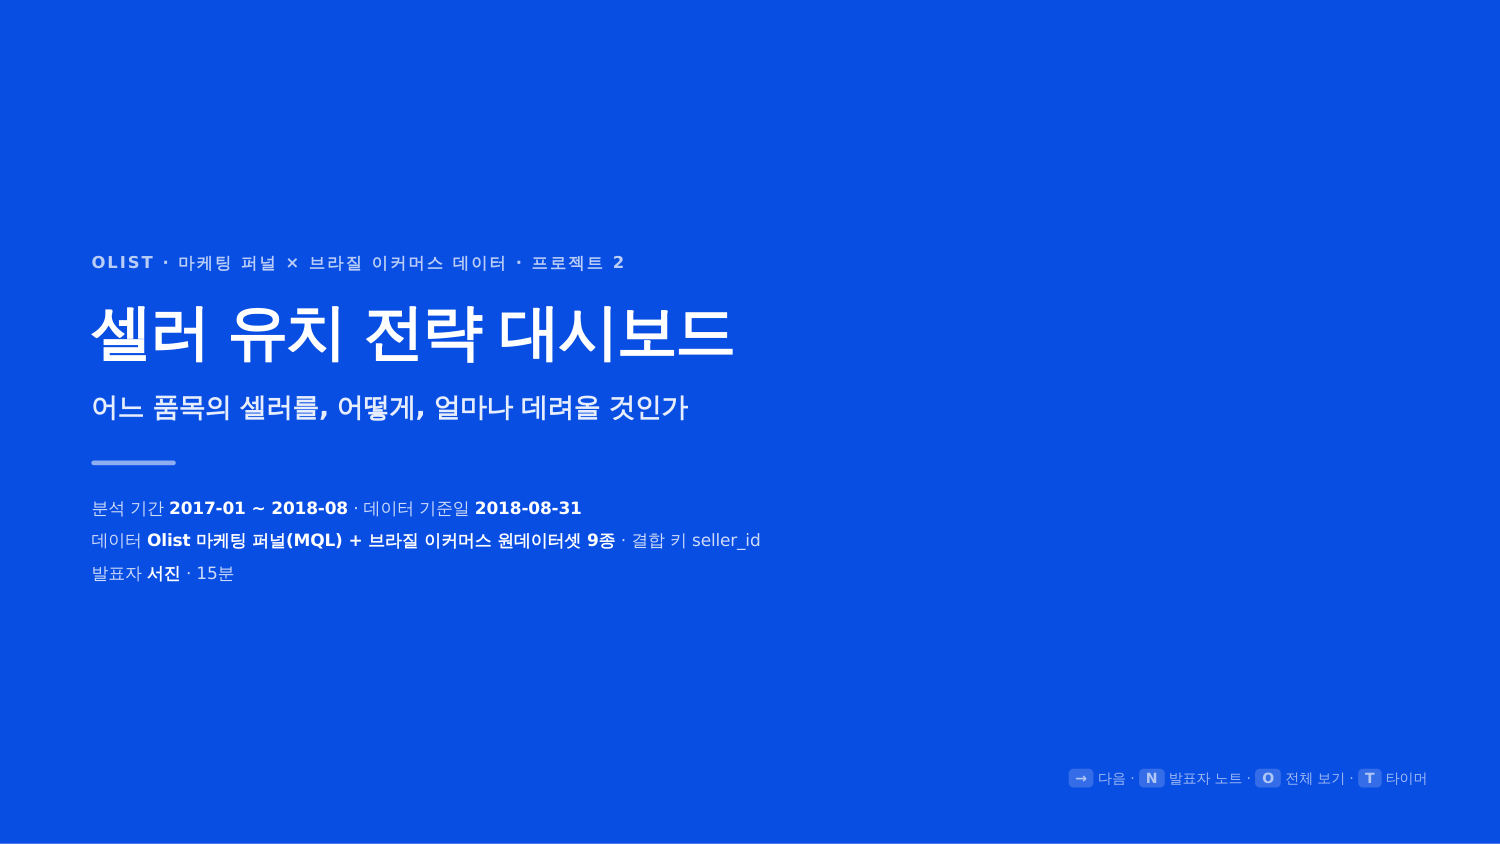 OLIST · 마케팅 퍼널 × 브라질 이커머스 데이터 · 프로젝트 2
셀러 유치 전략 대시보드
어느 품목의 셀러를, 어떻게, 얼마나 데려올 것인가
분석 기간 2017-01 ~ 2018-08 · 데이터 기준일 2018-08-31
데이터 Olist 마케팅 퍼널(MQL) + 브라질 이커머스 원데이터셋 9종 · 결합 키 seller_id
발표자 서진 · 15분
→ 다음 · N 발표자 노트 · O 전체 보기 · T 타이머